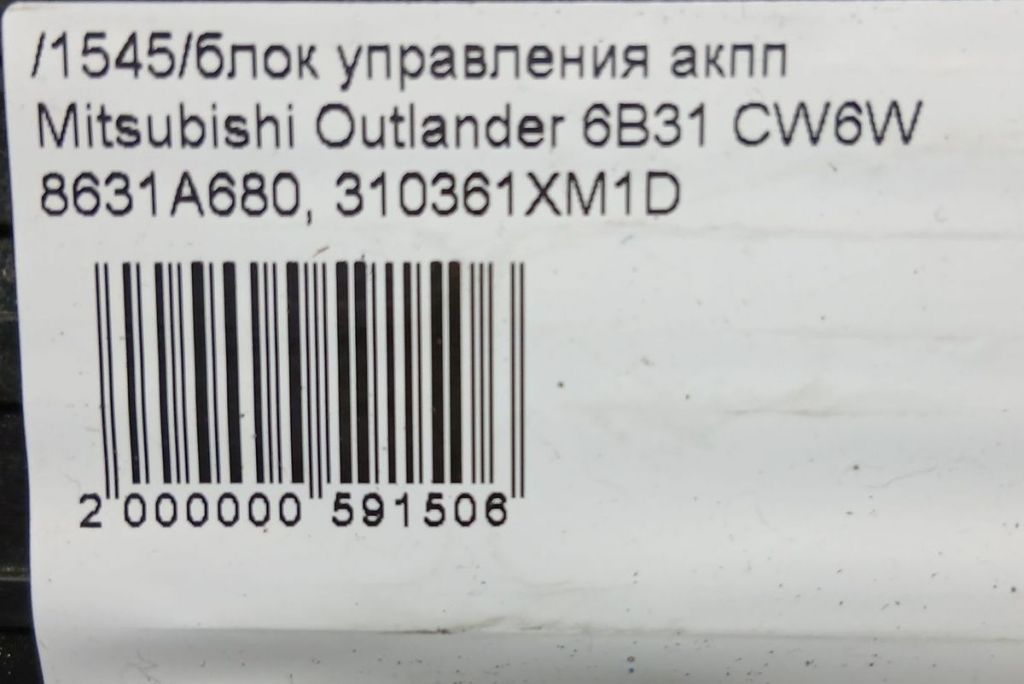 /1545/блок управления акпп
Mitsubishi Outlander 6B31 CW6W
8631A680, 310361XM1D
2 000000 591506